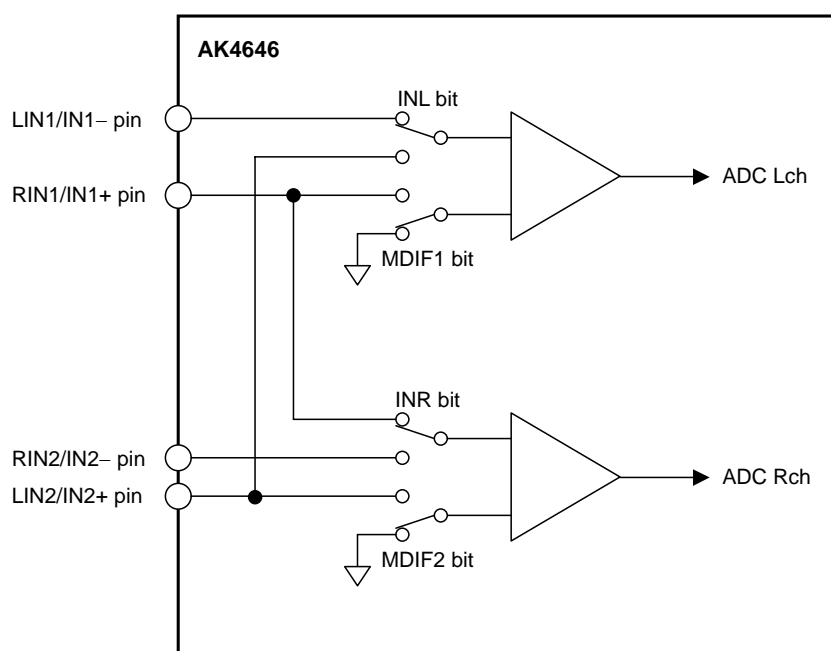 AK4646
INL bit
LIN1/IN1− pin
RIN1/IN1+ pin
ADC Lch
MDIF1 bit
INR bit
RIN2/IN2− pin
LIN2/IN2+ pin
ADC Rch
MDIF2 bit